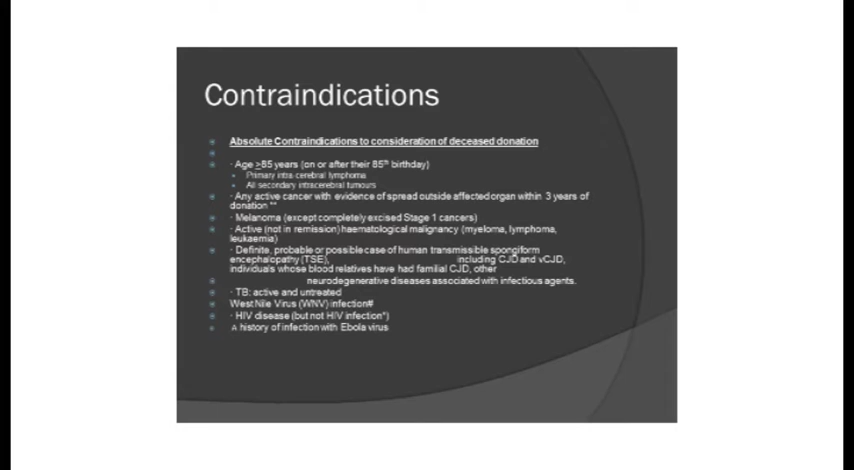 Contraindications
Absolute Contraindications to consideration of deceased donation
· Age ≥85 years (on or after their 85th birthday)
Primary intra-cerebral lymphoma
All secondary intracerebral tumours
· Any active cancer with evidence of spread outside affected organ within 3 years of
donation **
· Melanoma (except completely excised Stage 1 cancers)
· Active (not in remission) haematological malignancy (myeloma, lymphoma,
leukaemia)
· Definite, probable or possible case of human transmissible spongiform
encephalopathy (TSE), including CJD and vCJD,
individuals whose blood relatives have had familial CJD, other
neurodegenerative diseases associated with infectious agents.
· TB: active and untreated
West Nile Virus (WNV) infection#
· HIV disease (but not HIV infection*)
A history of infection with Ebola virus